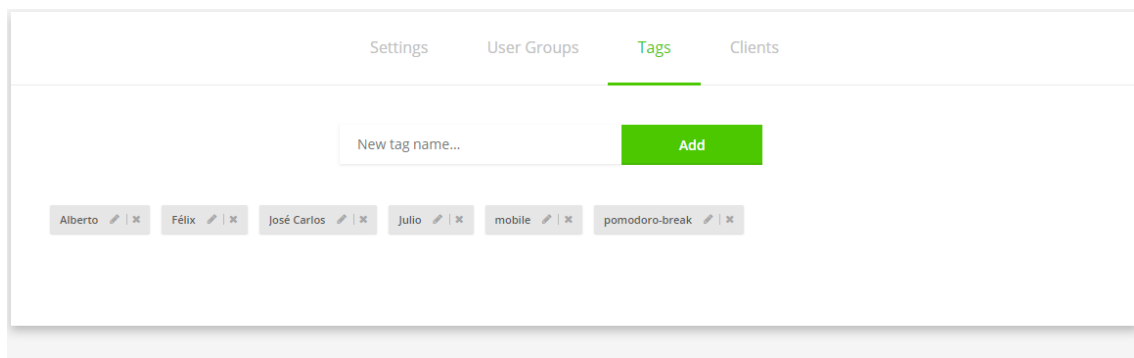 Settings User Groups Tags Clients
New tag name... Add
Alberto Félix José Carlos Julio mobile pomodoro-break